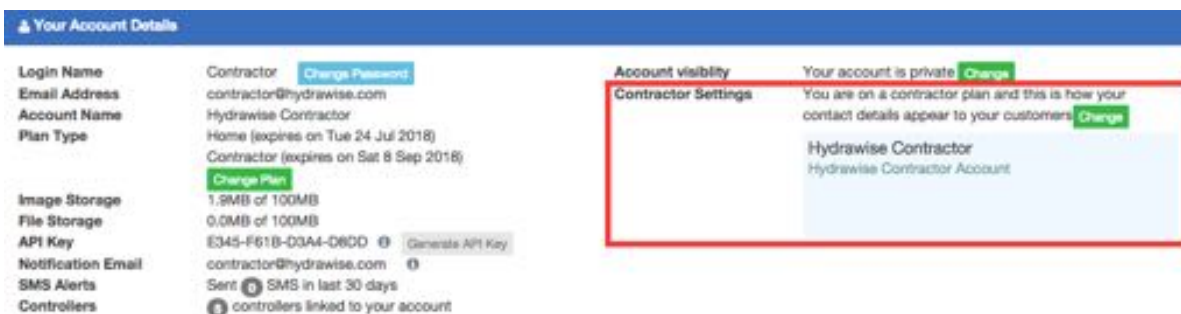 Your Account Details
Login Name Contractor Change Password
Email Address contractor@hydrawise.com
Account Name Hydrawise Contractor
Plan Type Home (expires on Tue 24 Jul 2018)
Contractor (expires on Sat 8 Sep 2018)
Change Plan
Image Storage 1.9MB of 100MB
File Storage 0.0MB of 100MB
API Key E345-F61B-D3A4-D8DD Generate API Key
Notification Email contractor@hydrawise.com
SMS Alerts Sent 0 SMS in last 30 days
Controllers controllers linked to your account
Account visiblity Your account is private Change
Contractor Settings You are on a contractor plan and this is how your
contact details appear to your customers Change
Hydrawise Contractor
Hydrawise Contractor Account